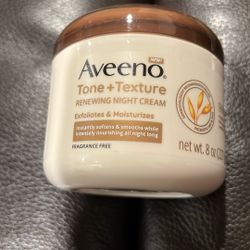 NEW!
Aveeno®
Tone + Texture
RENEWING NIGHT CREAM
Exfoliates & Moisturizes
Instantly softens & smooths while
intensely nourishing all night long
FRAGRANCE FREE
net wt. 8 oz